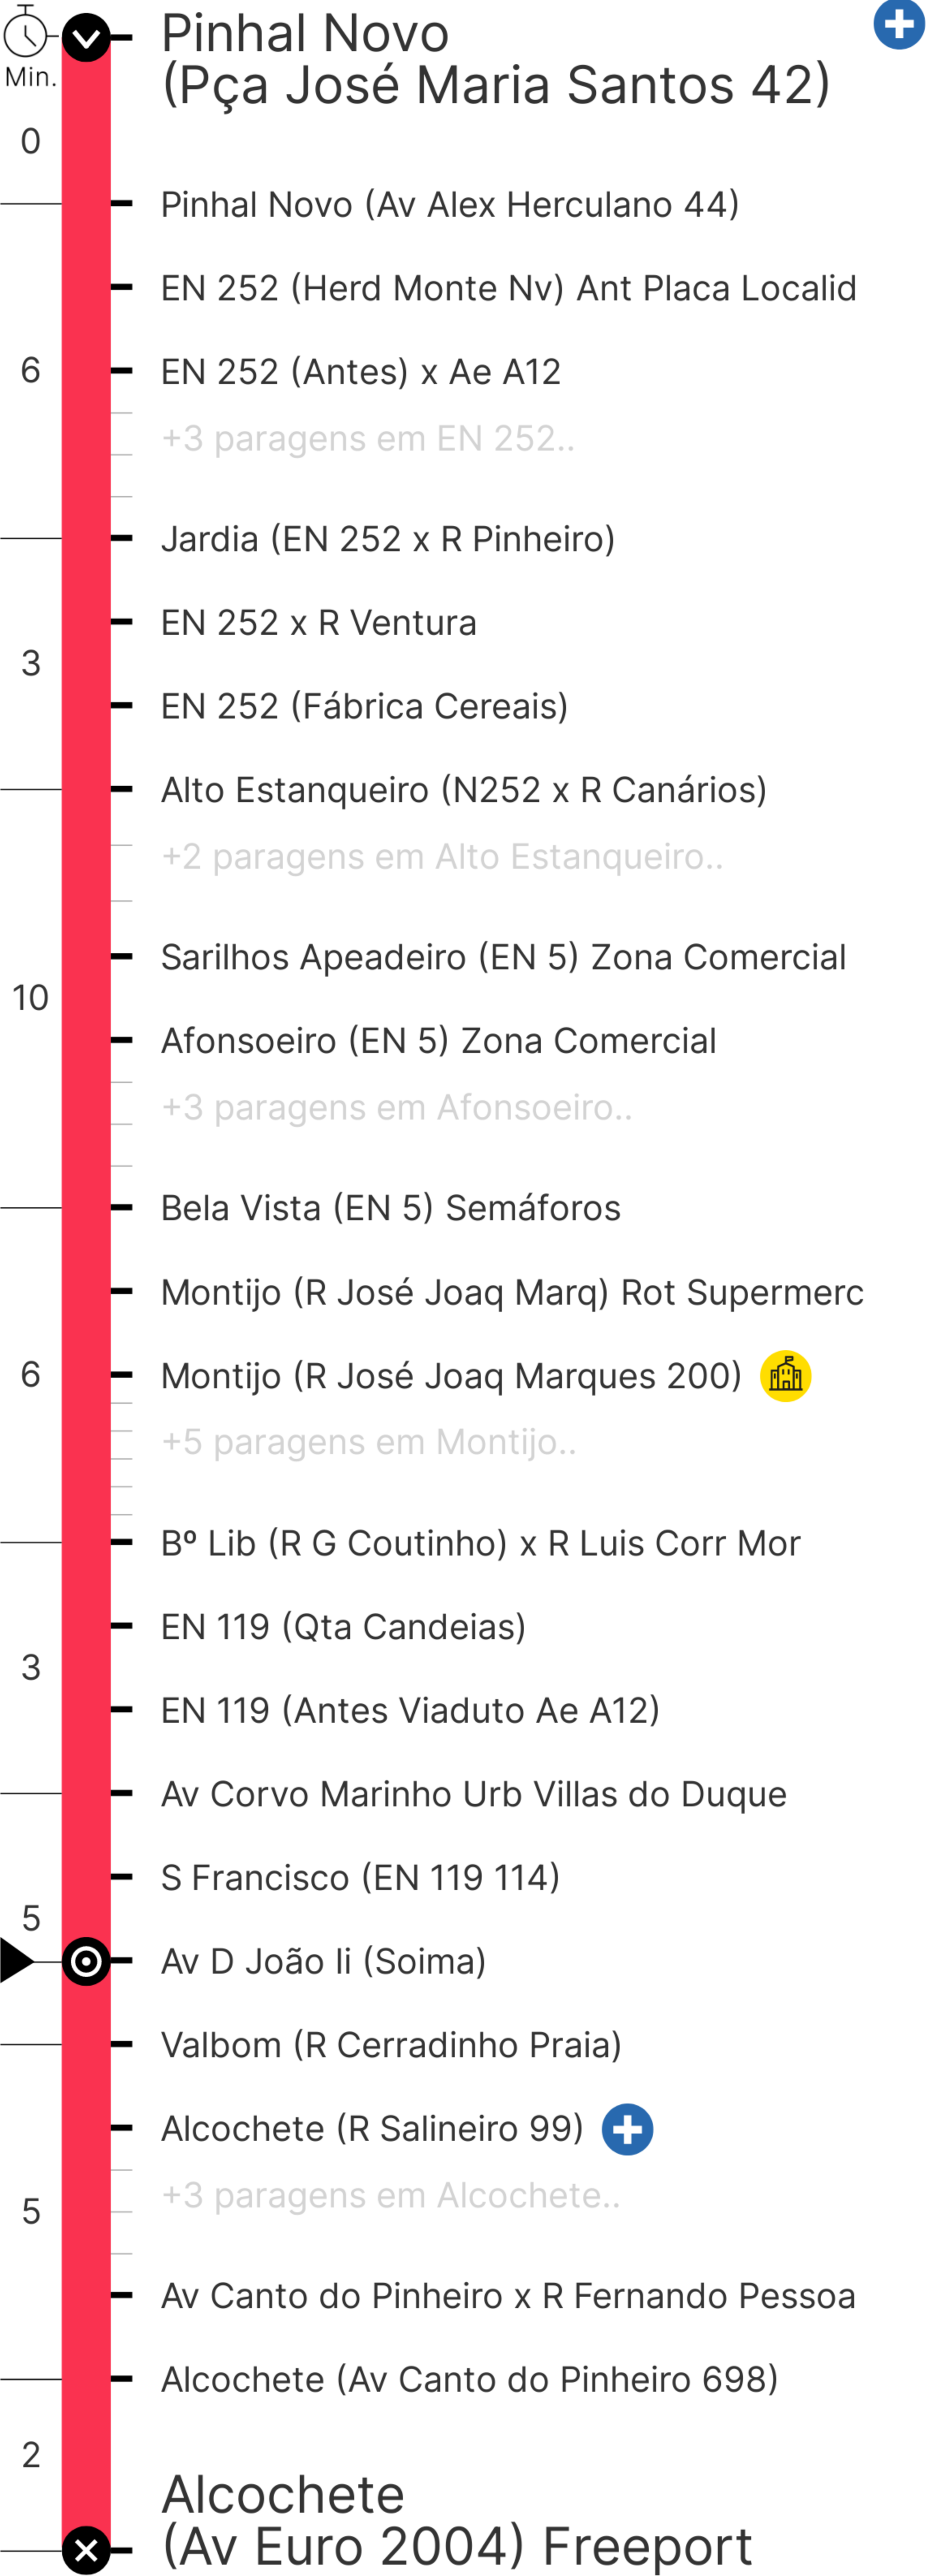 Pinhal Novo
(Pça José Maria Santos 42)
Min.
0
Pinhal Novo (Av Alex Herculano 44)
EN 252 (Herd Monte Nv) Ant Placa Localid
6
EN 252 (Antes) x Ae A12
+3 paragens em EN 252..
Jardia (EN 252 x R Pinheiro)
EN 252 x R Ventura
3
EN 252 (Fábrica Cereais)
Alto Estanqueiro (N252 x R Canários)
+2 paragens em Alto Estanqueiro..
Sarilhos Apeadeiro (EN 5) Zona Comercial
10
Afonsoeiro (EN 5) Zona Comercial
+3 paragens em Afonsoeiro..
Bela Vista (EN 5) Semáforos
Montijo (R José Joaq Marq) Rot Supermerc
6
Montijo (R José Joaq Marques 200)
+5 paragens em Montijo..
Bº Lib (R G Coutinho) x R Luis Corr Mor
EN 119 (Qta Candeias)
3
EN 119 (Antes Viaduto Ae A12)
Av Corvo Marinho Urb Villas do Duque
S Francisco (EN 119 114)
5
Av D João Ii (Soima)
Valbom (R Cerradinho Praia)
Alcochete (R Salineiro 99)
+3 paragens em Alcochete..
5
Av Canto do Pinheiro x R Fernando Pessoa
Alcochete (Av Canto do Pinheiro 698)
2
Alcochete
(Av Euro 2004) Freeport